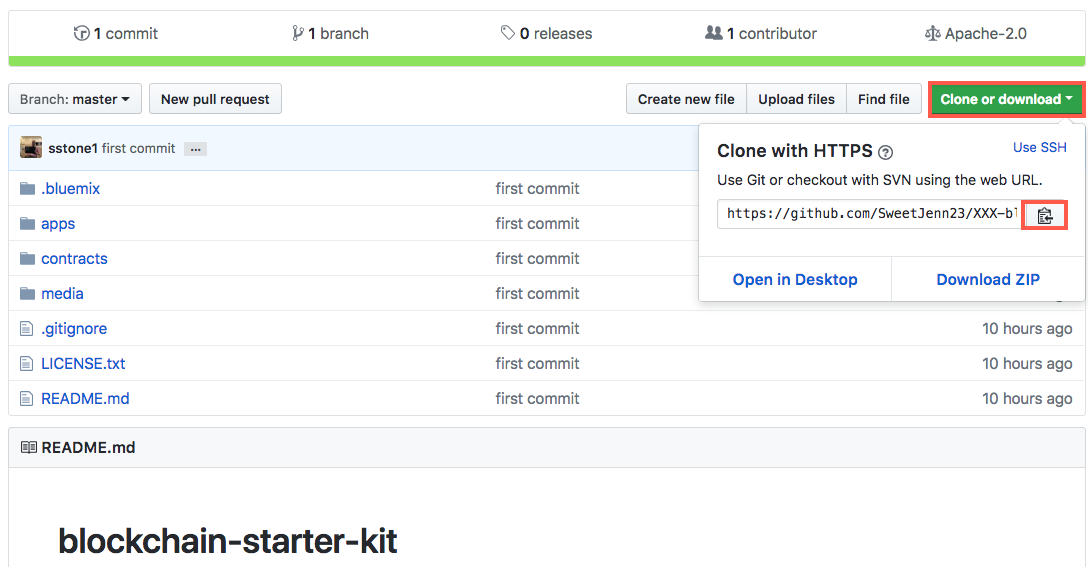 1 commit 1 branch 0 releases 1 contributor Apache-2.0
Branch: master New pull request Create new file Upload files Find file Clone or download
sstone1 first commit ...
Clone with HTTPS ? Use SSH
Use Git or checkout with SVN using the web URL.
https://github.com/SweetJenn23/XXX-bl
Open in Desktop Download ZIP
.bluemix first commit
apps first commit
contracts first commit
media first commit
.gitignore first commit 10 hours ago
LICENSE.txt first commit 10 hours ago
README.md first commit 10 hours ago
README.md
blockchain-starter-kit